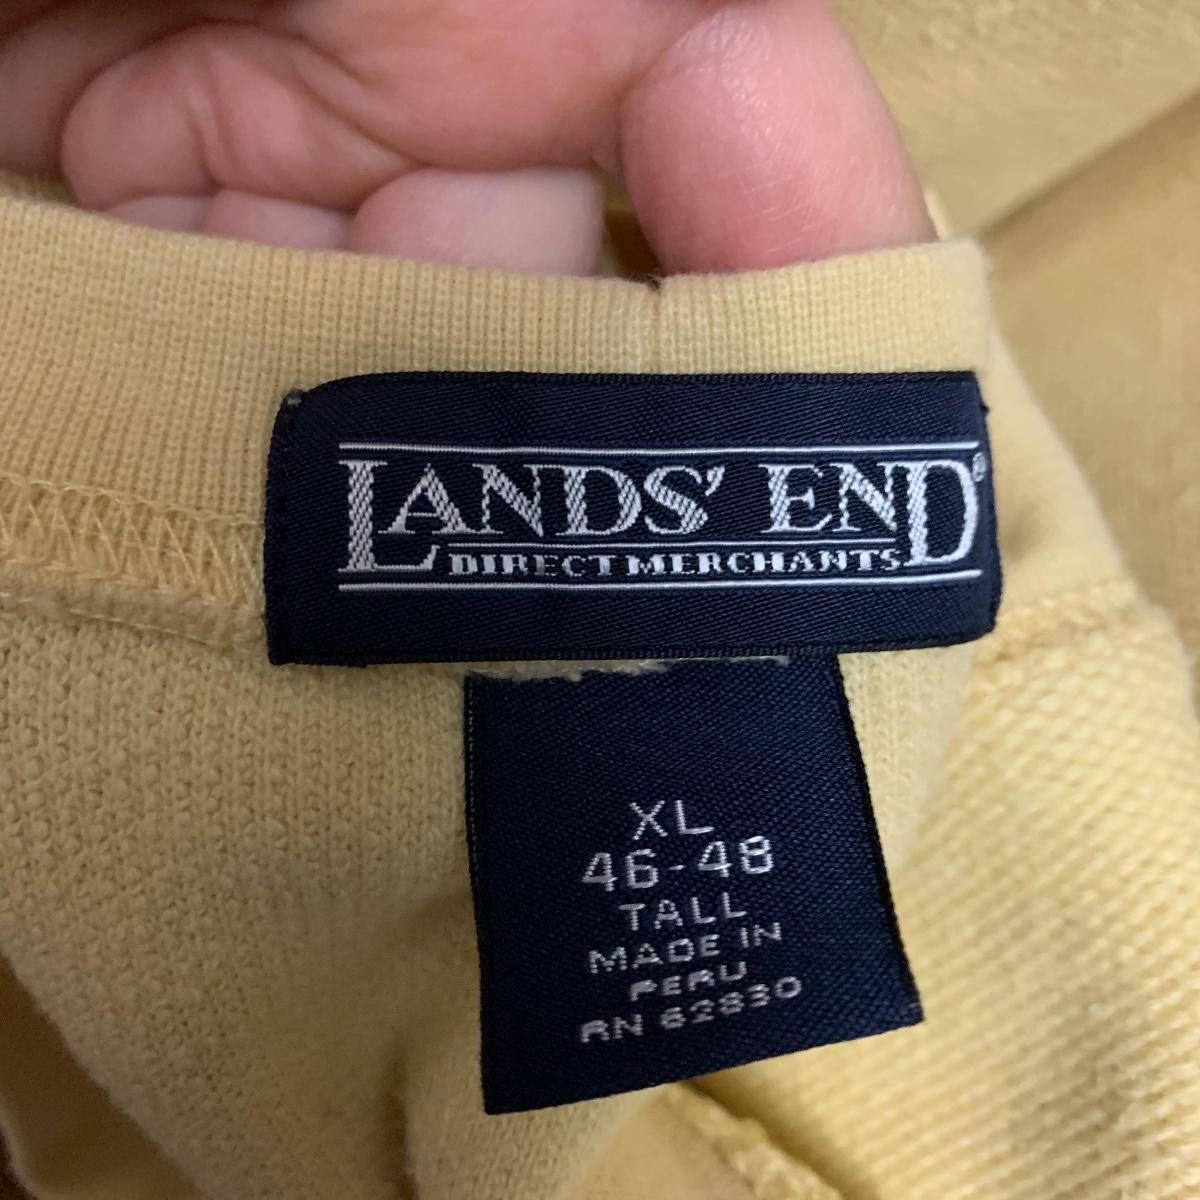 LANDS' END®
DIRECT MERCHANTS
XL
46-48
TALL
MADE IN
PERU
RN 62830